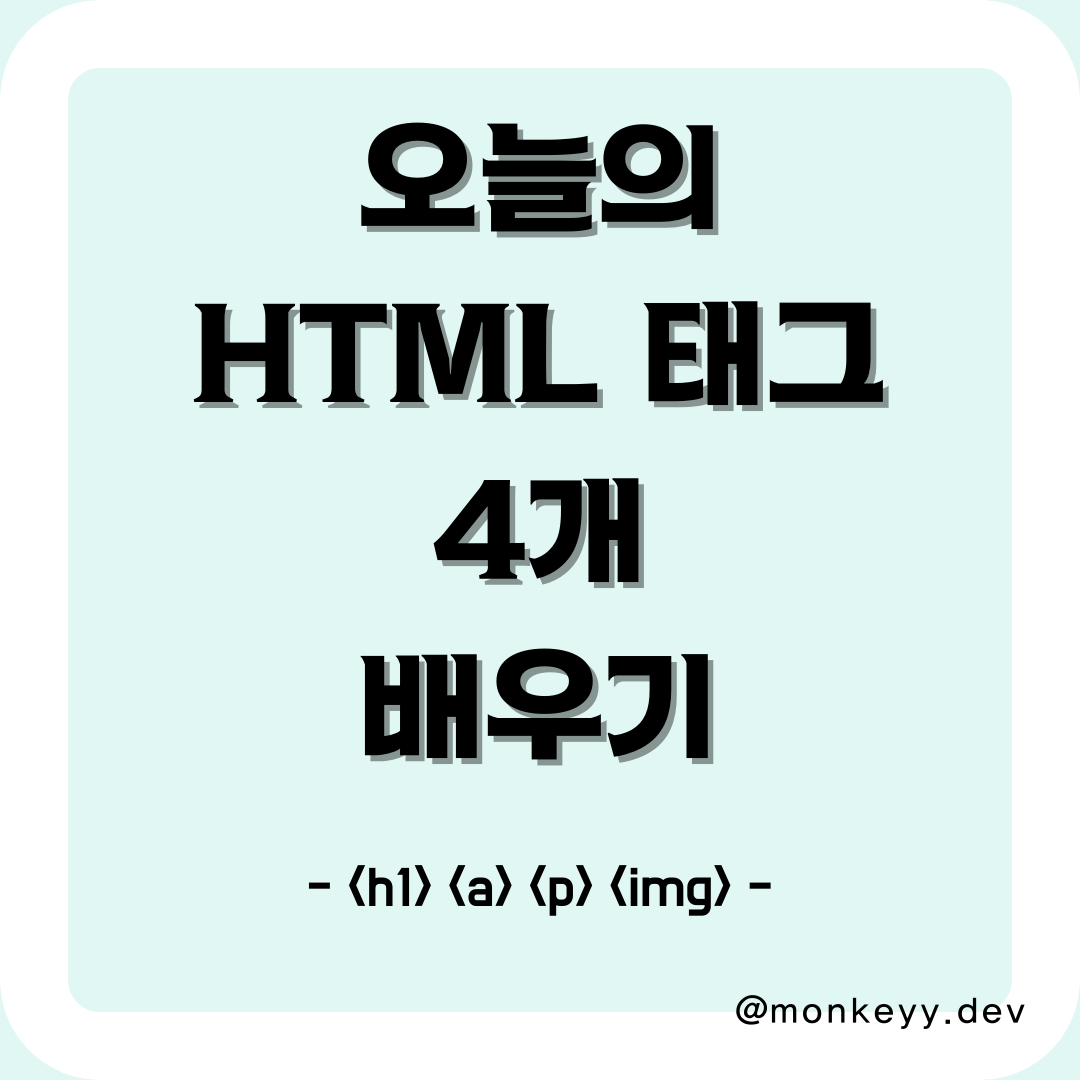 오늘의
HTML 태그
4개
배우기
- <h1> <a> <p> <img> -
@monkeyy.dev